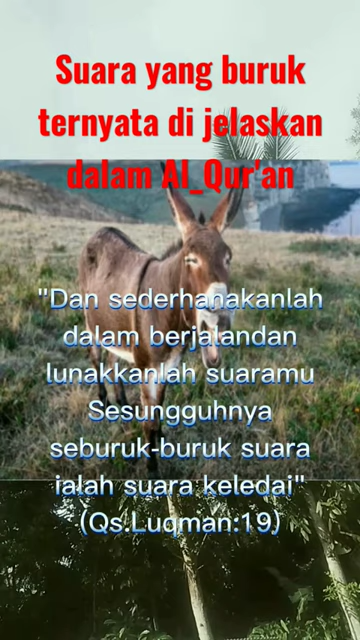 Suara yang buruk
ternyata di jelaskan
dalam Al_Qur'an
"Dan sederhanakanlah
dalam berjalandan
lunakkanlah suaramu
Sesungguhnya
seburuk-buruk suara
ialah suara keledai"
(Qs.Luqman:19)